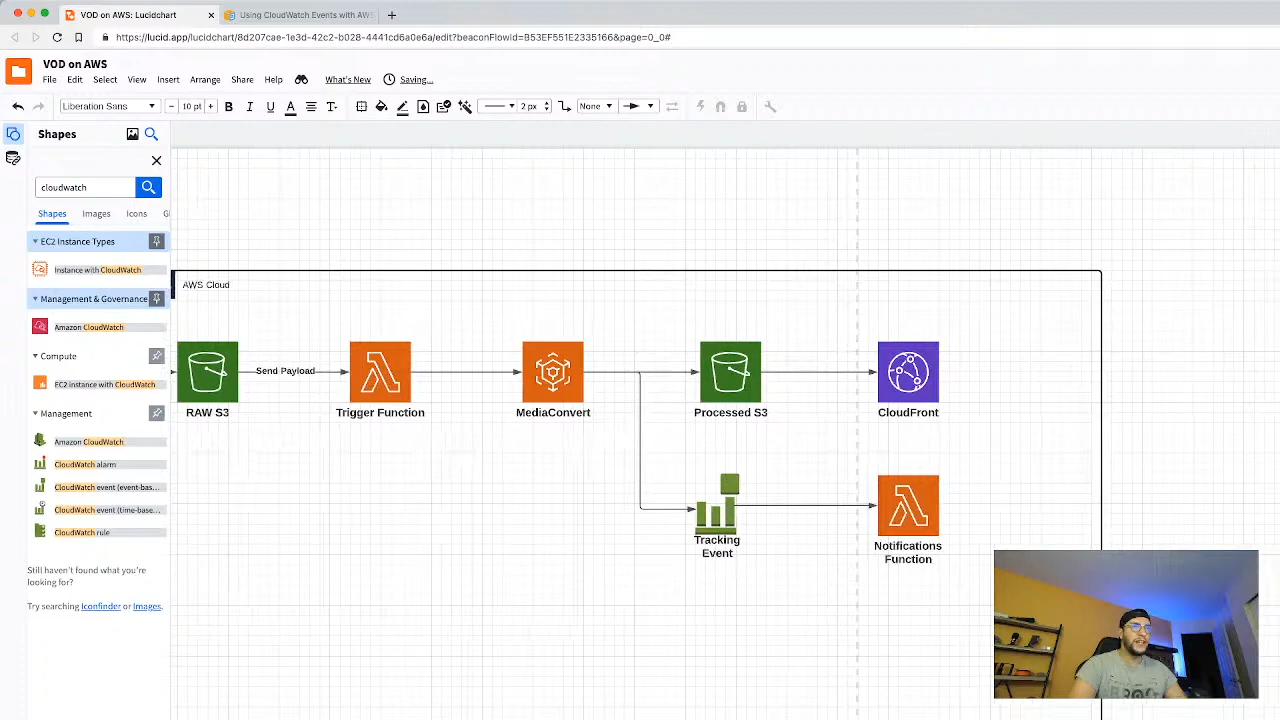 VOD on AWS: Lucidchart
Using CloudWatch Events with AWS
https://lucid.app/lucidchart/8d207cae-1e3d-42c2-b028-4441cd6a0e6a/edit?beaconFlowId=B53EF551E2335166&page=0_0#
VOD on AWS
File Edit Select View Insert Arrange Share Help What's New Saving...
Liberation Sans 10 pt B I U A T 2 px None
Shapes
cloudwatch
Shapes Images Icons
EC2 Instance Types
Instance with CloudWatch
Management & Governance
Amazon CloudWatch
Compute
EC2 instance with CloudWatch
Management
Amazon CloudWatch
CloudWatch alarm
CloudWatch event (event-bas...
CloudWatch event (time-base...
CloudWatch rule
Still haven't found what you're
looking for?
Try searching Iconfinder or Images.
AWS Cloud
Send Payload
RAW S3
Trigger Function
MediaConvert
Processed S3
CloudFront
Tracking
Event
Notifications
Function